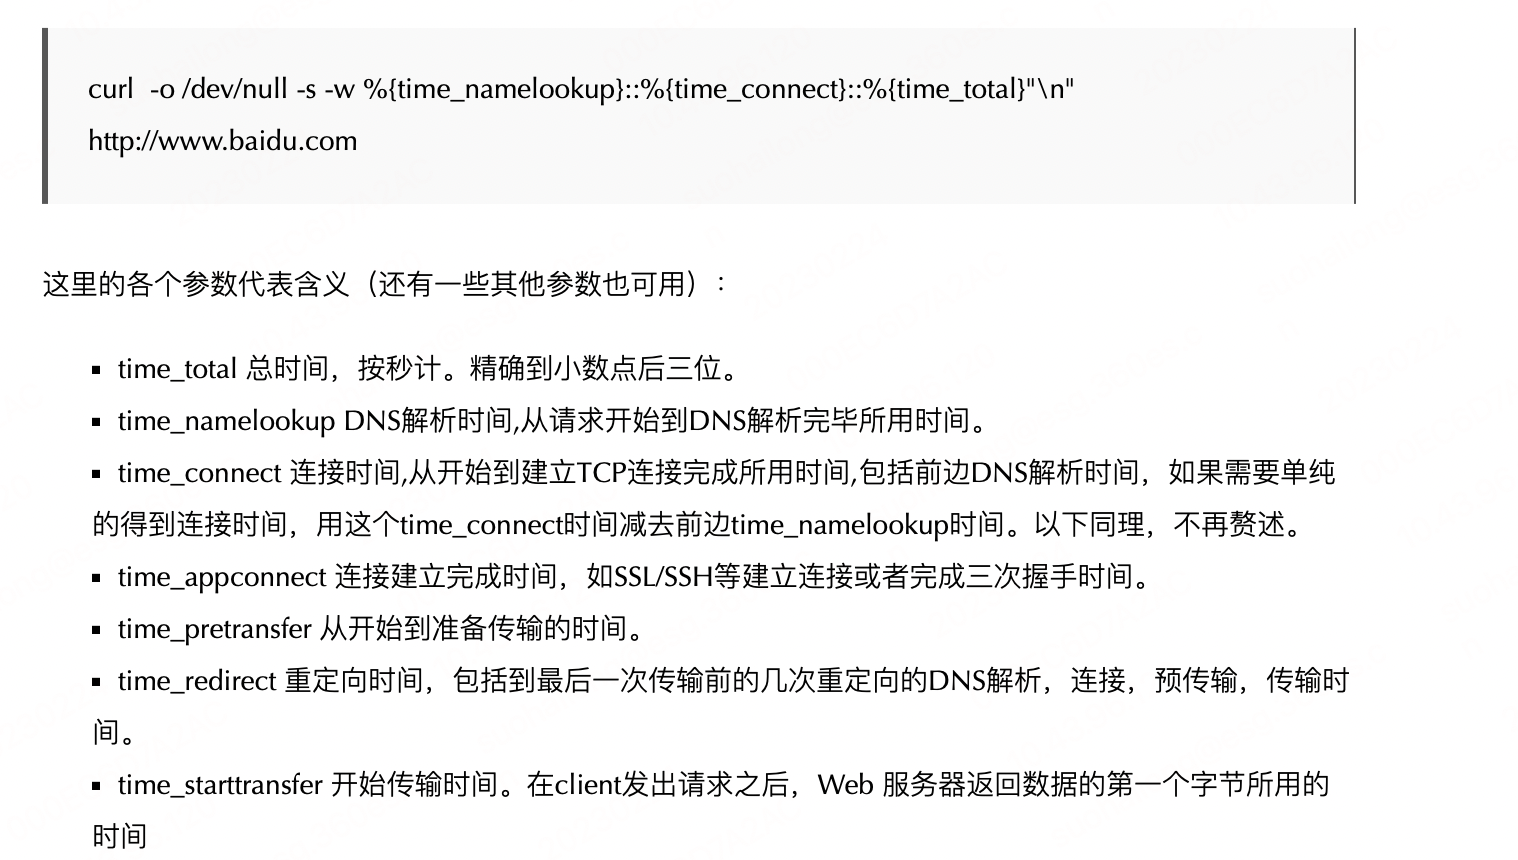 curl  -o /dev/null -s -w %{time_namelookup}::%{time_connect}::%{time_total}"\n"
http://www.baidu.com
这里的各个参数代表含义（还有一些其他参数也可用）：
▪ time_total 总时间，按秒计。精确到小数点后三位。
▪ time_namelookup DNS解析时间,从请求开始到DNS解析完毕所用时间。
▪ time_connect 连接时间,从开始到建立TCP连接完成所用时间,包括前边DNS解析时间，如果需要单纯
的得到连接时间，用这个time_connect时间减去前边time_namelookup时间。以下同理，不再赘述。
▪ time_appconnect 连接建立完成时间，如SSL/SSH等建立连接或者完成三次握手时间。
▪ time_pretransfer 从开始到准备传输的时间。
▪ time_redirect 重定向时间，包括到最后一次传输前的几次重定向的DNS解析，连接，预传输，传输时
间。
▪ time_starttransfer 开始传输时间。在client发出请求之后，Web 服务器返回数据的第一个字节所用的
时间